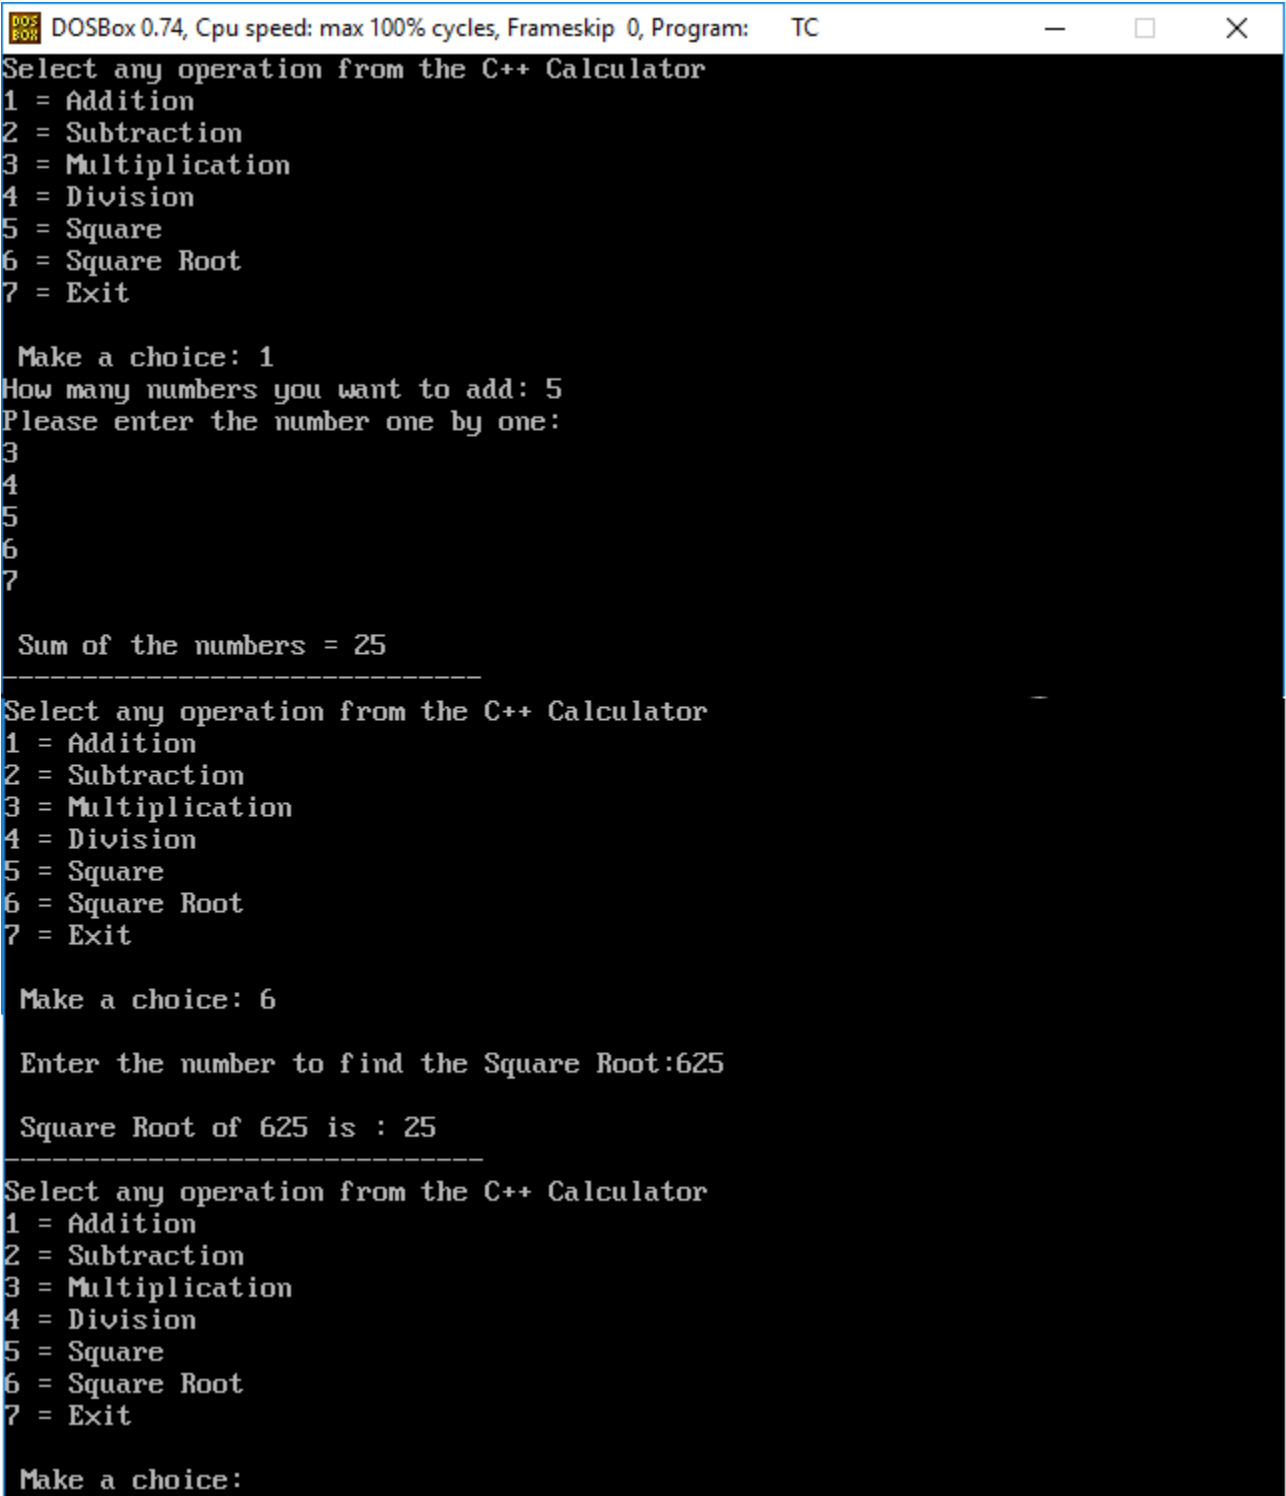 DOS BOX DOSBox 0.74, Cpu speed: max 100% cycles, Frameskip 0, Program: TC
Select any operation from the C++ Calculator
1 = Addition
2 = Subtraction
3 = Multiplication
4 = Division
5 = Square
6 = Square Root
7 = Exit
Make a choice: 1
How many numbers you want to add: 5
Please enter the number one by one:
3
4
5
6
7
Sum of the numbers = 25
------------------------------
Select any operation from the C++ Calculator
1 = Addition
2 = Subtraction
3 = Multiplication
4 = Division
5 = Square
6 = Square Root
7 = Exit
Make a choice: 6
Enter the number to find the Square Root:625
Square Root of 625 is : 25
------------------------------
Select any operation from the C++ Calculator
1 = Addition
2 = Subtraction
3 = Multiplication
4 = Division
5 = Square
6 = Square Root
7 = Exit
Make a choice: